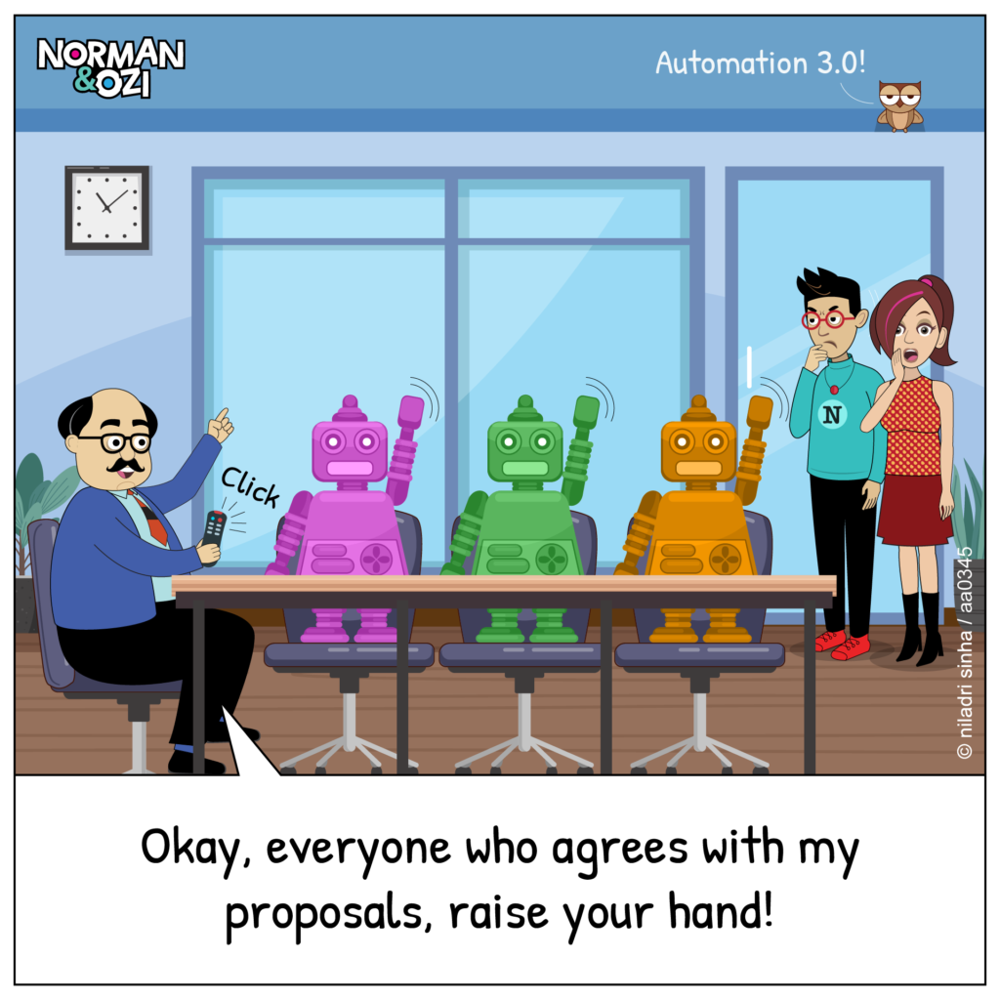 NORMAN
&OZI
Automation 3.0!
Click
N
© niladri sinha / aa0345
Okay, everyone who agrees with my
proposals, raise your hand!